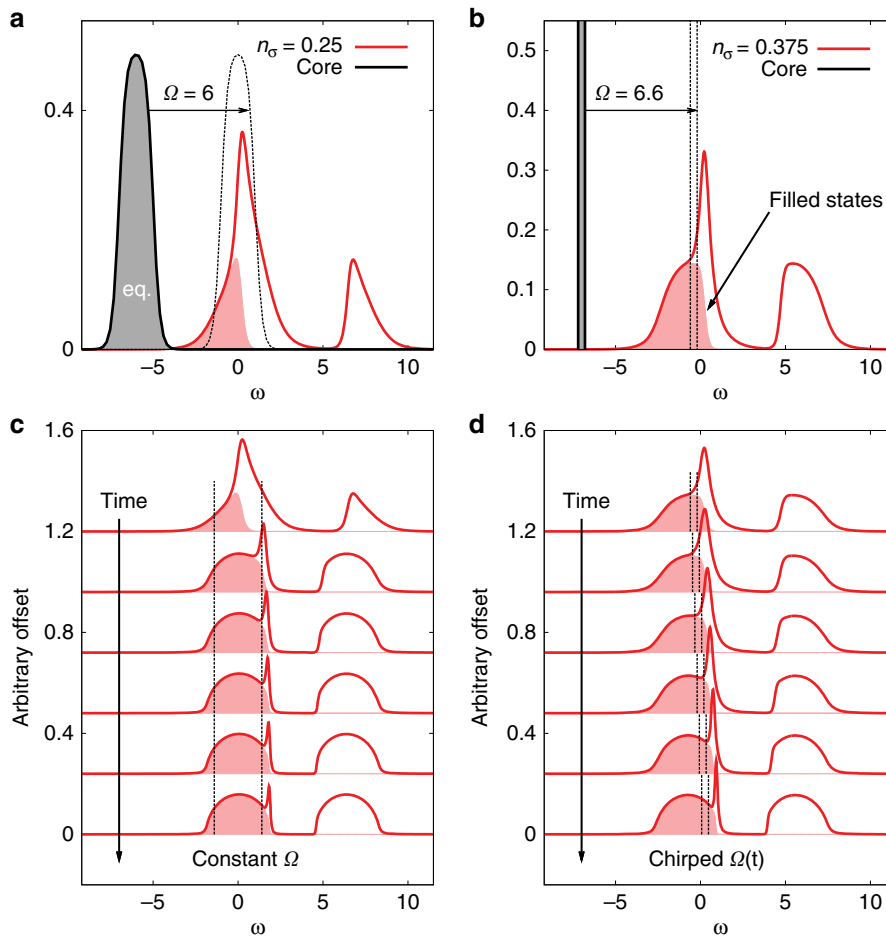 a
n_σ = 0.25
Core
Ω = 6
0.4
0
eq.
−5 0 5 10
ω
b
n_σ = 0.375
Core
Ω = 6.6
Filled states
0.5
0.4
0.3
0.2
0.1
0
−5 0 5 10
ω
c
1.6
Time
1.2
0.8
0.4
0
Arbitrary offset
Constant Ω
−5 0 5 10
ω
d
1.6
Time
1.2
0.8
0.4
0
Arbitrary offset
Chirped Ω(t)
−5 0 5 10
ω